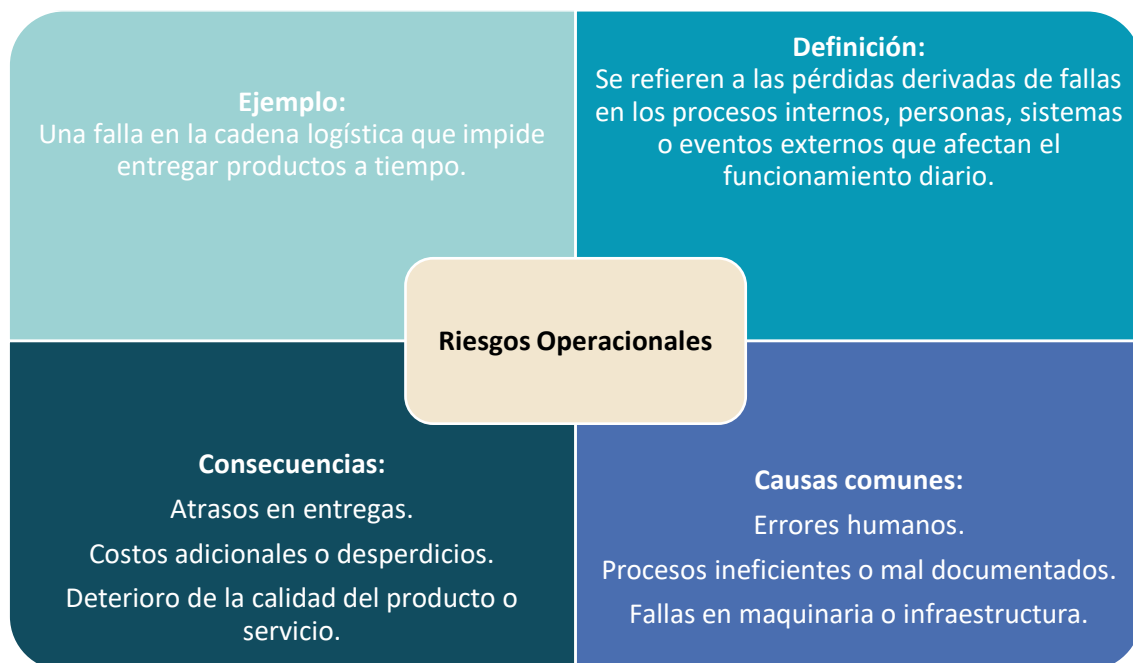 Ejemplo:
Una falla en la cadena logística que impide
entregar productos a tiempo.
Definición:
Se refieren a las pérdidas derivadas de fallas
en los procesos internos, personas, sistemas
o eventos externos que afectan el
funcionamiento diario.
Riesgos Operacionales
Consecuencias:
Atrasos en entregas.
Costos adicionales o desperdicios.
Deterioro de la calidad del producto o
servicio.
Causas comunes:
Errores humanos.
Procesos ineficientes o mal documentados.
Fallas en maquinaria o infraestructura.